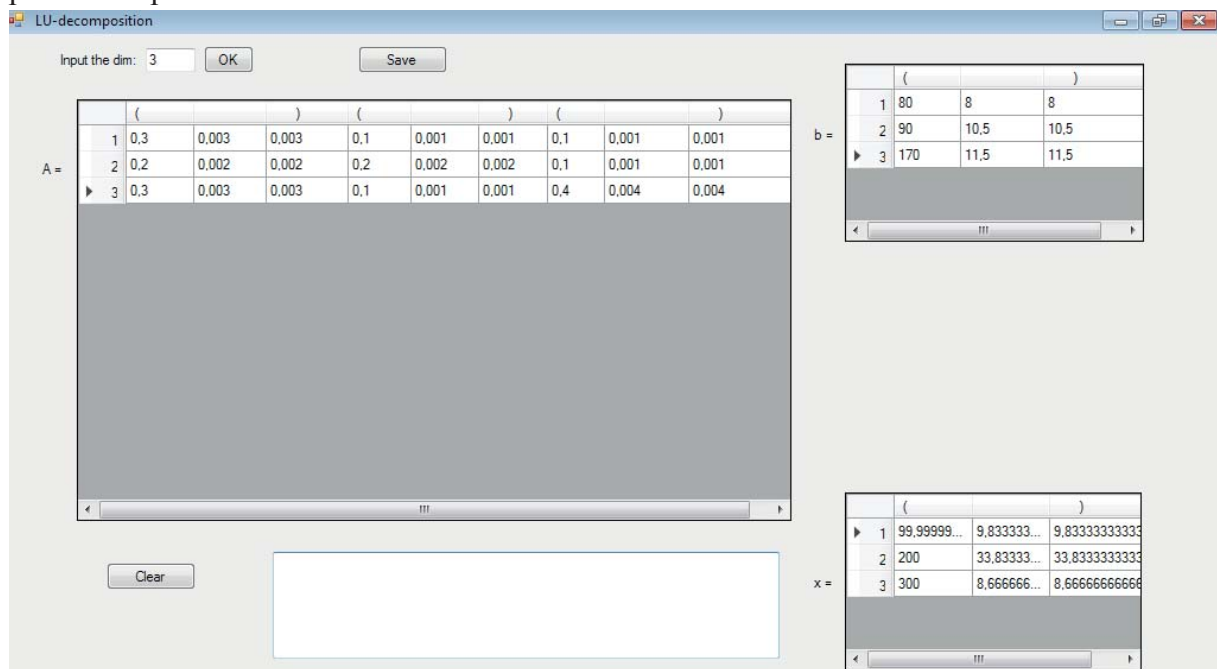 LU-decomposition
Input the dim: 3 OK Save
( ) ( ) ( )
1 0,3 0,003 0,003 0,1 0,001 0,001 0,1 0,001 0,001
A = 2 0,2 0,002 0,002 0,2 0,002 0,002 0,1 0,001 0,001
3 0,3 0,003 0,003 0,1 0,001 0,001 0,4 0,004 0,004
( )
1 80 8 8
b = 2 90 10,5 10,5
3 170 11,5 11,5
Clear
( )
1 99,99999... 9,833333... 9,83333333333
2 200 33,83333... 33,8333333333
x = 3 300 8,666666... 8,66666666666